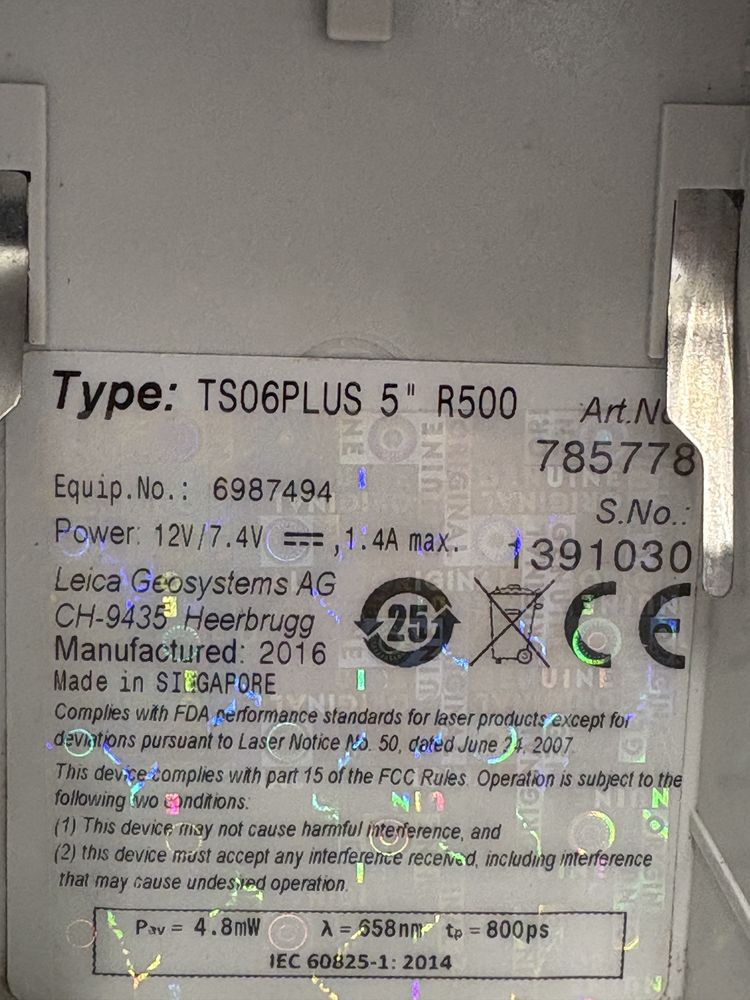 Type: TS06PLUS 5" R500
Art.No
785778
Equip.No.: 6987494
S.No.:
Power: 12V/7.4V ⎓, 1.4A max.
1391030
Leica Geosystems AG
CH-9435 Heerbrugg
25
CE
Manufactured: 2016
Made in SINGAPORE
Complies with FDA performance standards for laser products except for
deviations pursuant to Laser Notice No. 50, dated June 24, 2007.
This device complies with part 15 of the FCC Rules. Operation is subject to the
following two conditions:
(1) This device may not cause harmful interference, and
(2) this device must accept any interference received, including interference
that may cause undesired operation.
Pav = 4.8mW λ = 658nm tp = 800ps
IEC 60825-1: 2014